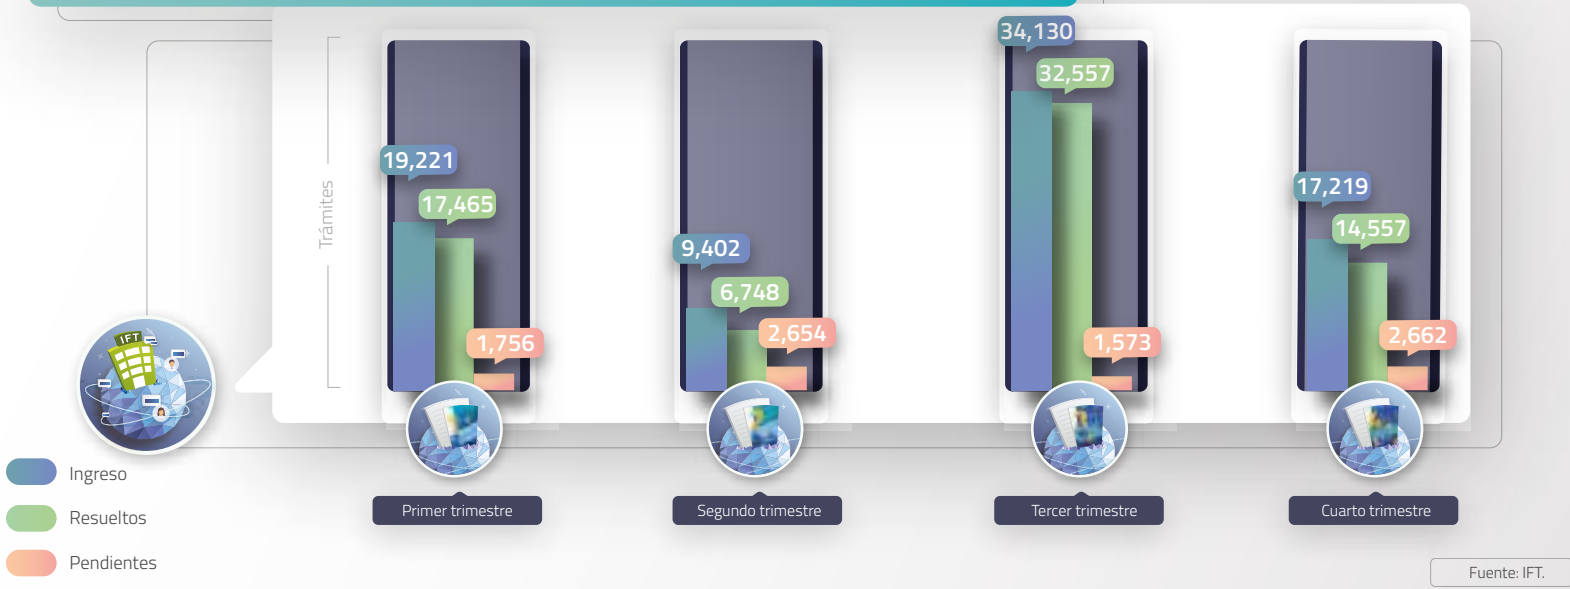 34,130
32,557
19,221
17,465
17,219
14,557
9,402
6,748
2,654
1,756
1,573
2,662
Trámites
IFT
Ingreso
Resueltos
Pendientes
Primer trimestre
Segundo trimestre
Tercer trimestre
Cuarto trimestre
Fuente: IFT.